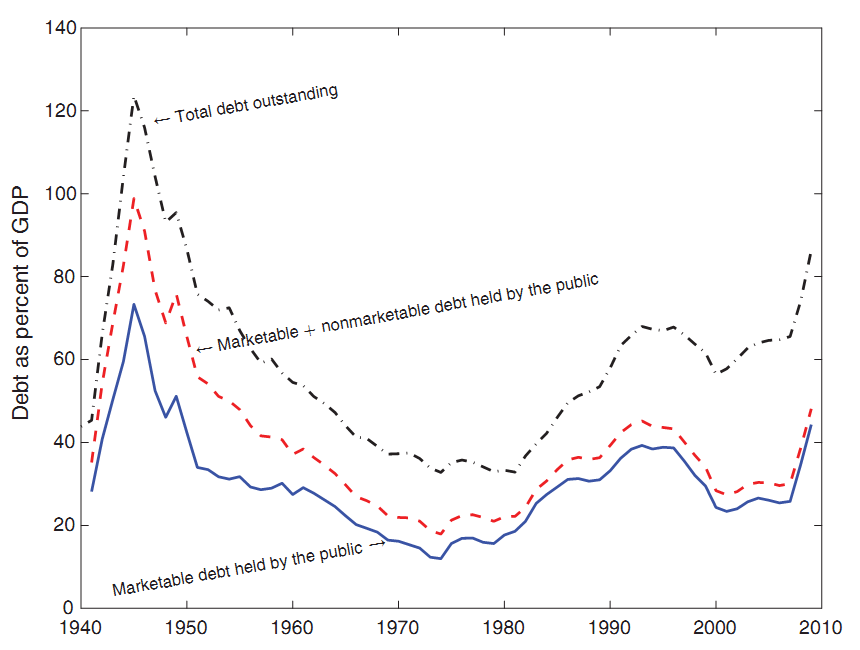 140
120
100
80
60
40
20
0
Debt as percent of GDP
← Total debt outstanding
← Marketable + nonmarketable debt held by the public
Marketable debt held by the public →
1940 1950 1960 1970 1980 1990 2000 2010